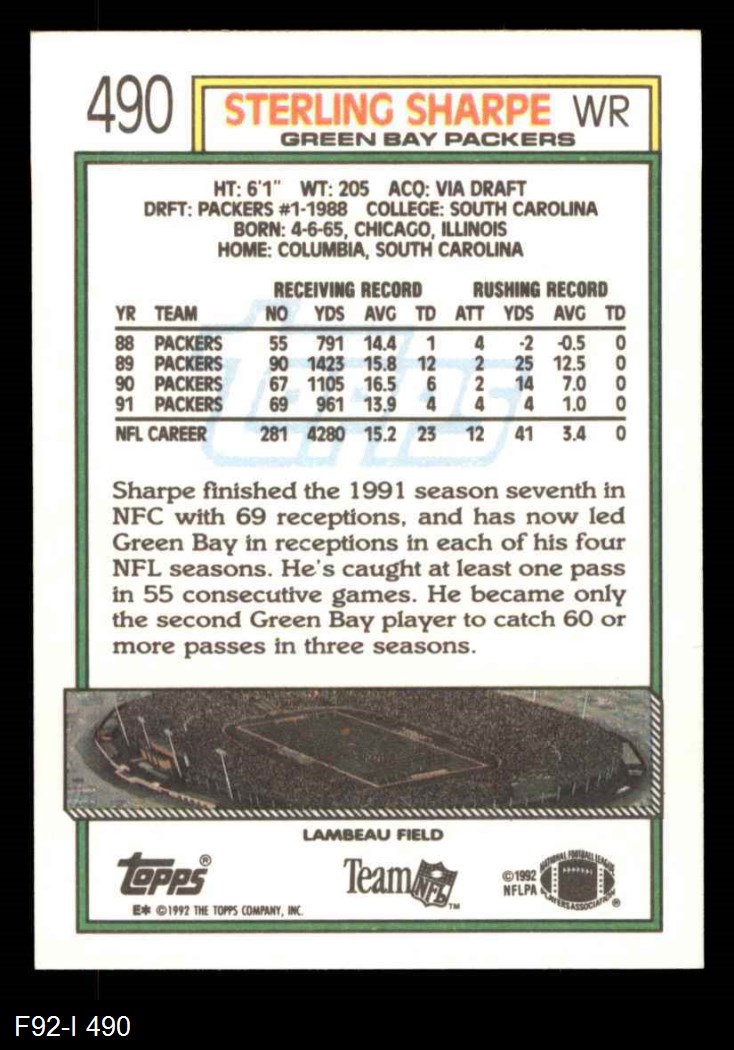 490 STERLING SHARPE WR
GREEN BAY PACKERS
HT: 6'1" WT: 205 ACQ: VIA DRAFT
DRFT: PACKERS #1-1988 COLLEGE: SOUTH CAROLINA
BORN: 4-6-65, CHICAGO, ILLINOIS
HOME: COLUMBIA, SOUTH CAROLINA
RECEIVING RECORD RUSHING RECORD
YR TEAM NO YDS AVG TD ATT YDS AVG TD
88 PACKERS 55 791 14.4 1 4 -2 -0.5 0
89 PACKERS 90 1423 15.8 12 2 25 12.5 0
90 PACKERS 67 1105 16.5 6 2 14 7.0 0
91 PACKERS 69 961 13.9 4 4 4 1.0 0
NFL CAREER 281 4280 15.2 23 12 41 3.4 0
topps
Sharpe finished the 1991 season seventh in
NFC with 69 receptions, and has now led
Green Bay in receptions in each of his four
NFL seasons. He's caught at least one pass
in 55 consecutive games. He became only
the second Green Bay player to catch 60 or
more passes in three seasons.
LAMBEAU FIELD
topps® Team NFL™ ©1992 NFLPA NATIONAL FOOTBALL LEAGUE PLAYERS ASSOCIATION ®
E* ©1992 THE TOPPS COMPANY, INC.
F92-I 490